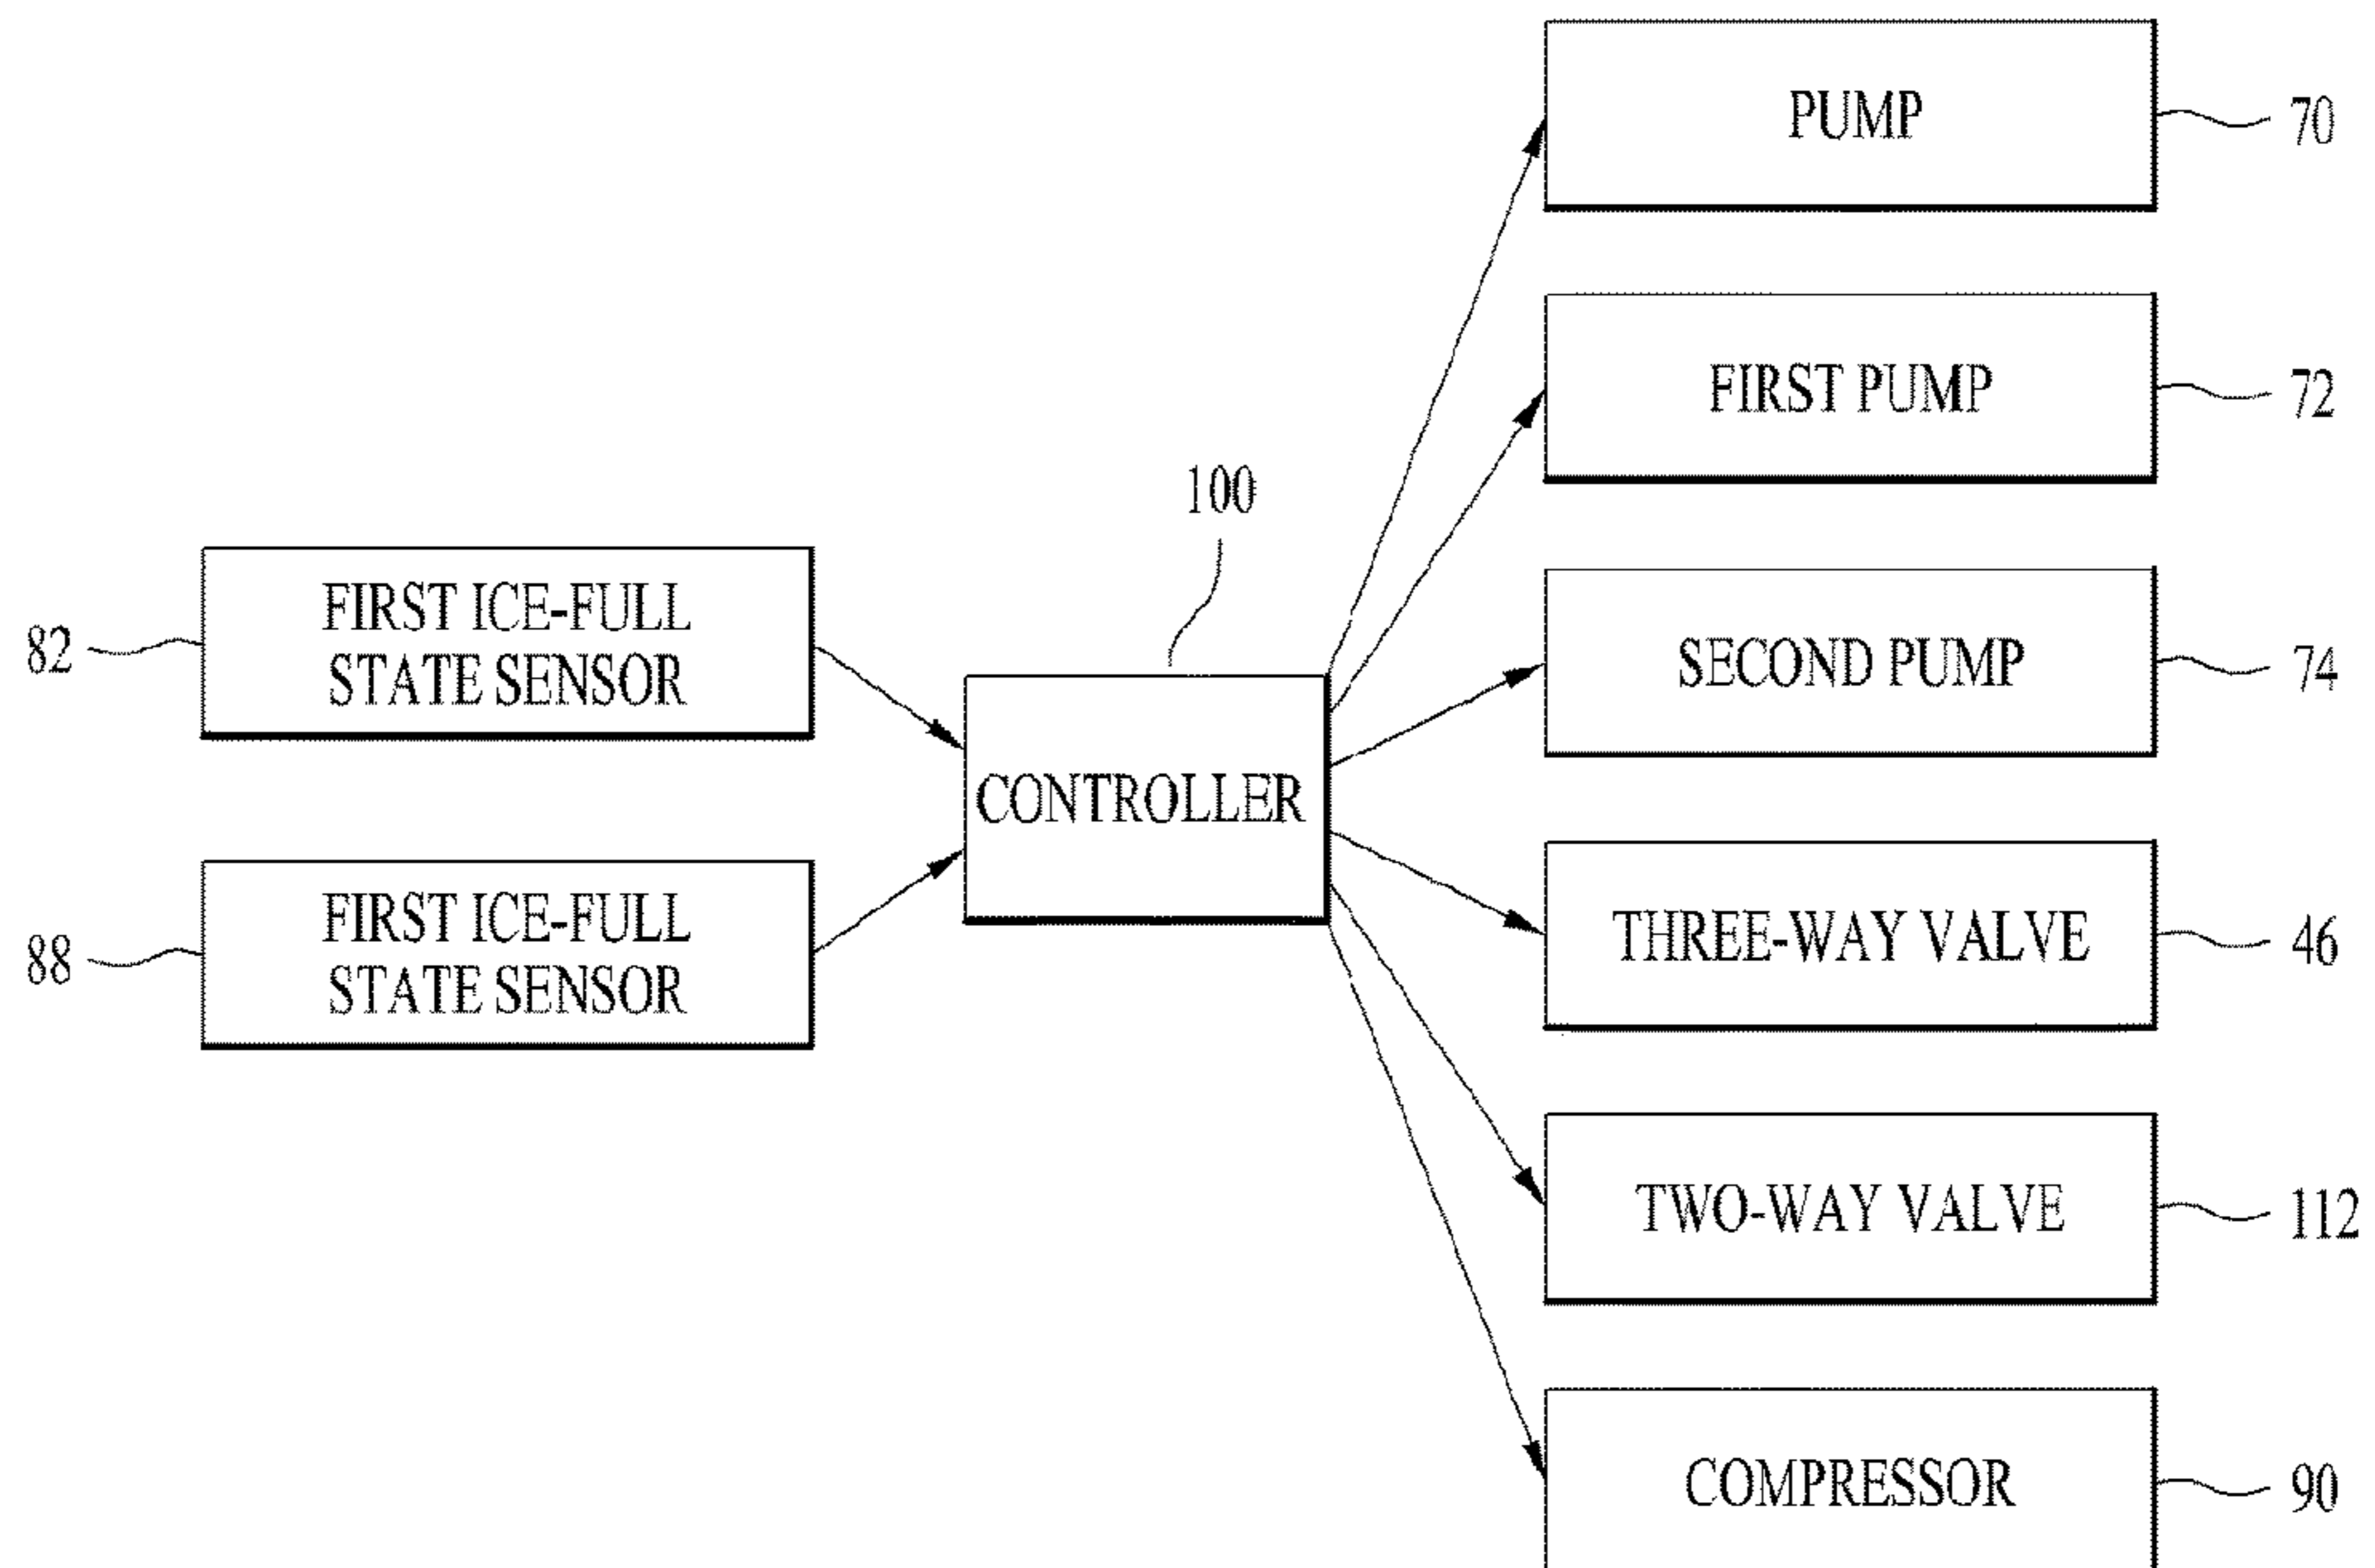 PUMP
70
FIRST PUMP
72
100
FIRST ICE-FULL
STATE SENSOR
82
SECOND PUMP
74
CONTROLLER
FIRST ICE-FULL
STATE SENSOR
88
THREE-WAY VALVE
46
TWO-WAY VALVE
112
COMPRESSOR
90